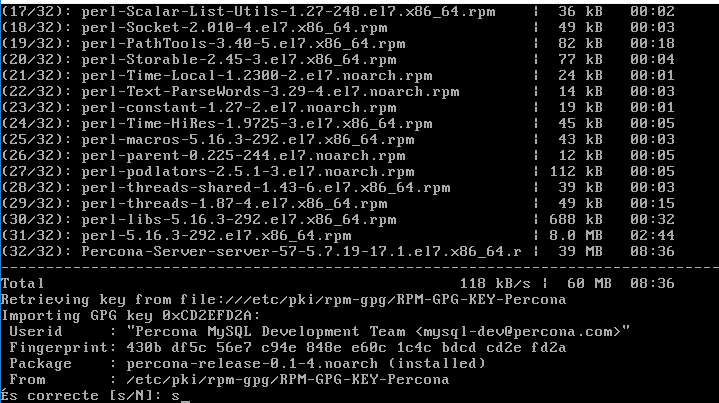 (17/32): perl-Scalar-List-Utils-1.27-248.el7.x86_64.rpm | 36 kB 00:02
(18/32): perl-Socket-2.010-4.el7.x86_64.rpm | 49 kB 00:03
(19/32): perl-PathTools-3.40-5.el7.x86_64.rpm | 82 kB 00:18
(20/32): perl-Storable-2.45-3.el7.x86_64.rpm | 77 kB 00:04
(21/32): perl-Time-Local-1.2300-2.el7.noarch.rpm | 24 kB 00:01
(22/32): perl-Text-ParseWords-3.29-4.el7.noarch.rpm | 14 kB 00:03
(23/32): perl-constant-1.27-2.el7.noarch.rpm | 19 kB 00:01
(24/32): perl-Time-HiRes-1.9725-3.el7.x86_64.rpm | 45 kB 00:05
(25/32): perl-macros-5.16.3-292.el7.x86_64.rpm | 43 kB 00:03
(26/32): perl-parent-0.225-244.el7.noarch.rpm | 12 kB 00:05
(27/32): perl-podlators-2.5.1-3.el7.noarch.rpm | 112 kB 00:05
(28/32): perl-threads-shared-1.43-6.el7.x86_64.rpm | 39 kB 00:03
(29/32): perl-threads-1.87-4.el7.x86_64.rpm | 49 kB 00:15
(30/32): perl-libs-5.16.3-292.el7.x86_64.rpm | 688 kB 00:32
(31/32): perl-5.16.3-292.el7.x86_64.rpm | 8.0 MB 02:44
(32/32): Percona-Server-server-57-5.7.19-17.1.el7.x86_64.r | 39 MB 08:36
--------------------------------------------------------------------------------
Total 118 kB/s | 60 MB 08:36
Retrieving key from file:///etc/pki/rpm-gpg/RPM-GPG-KEY-Percona
Importing GPG key 0xCD2EFD2A:
Userid : "Percona MySQL Development Team <mysql-dev@percona.com>"
Fingerprint: 430b df5c 56e7 c94e 848e e60c 1c4c bdcd cd2e fd2a
Package : percona-release-0.1-4.noarch (installed)
From : /etc/pki/rpm-gpg/RPM-GPG-KEY-Percona
És correcte [s/N]: s_